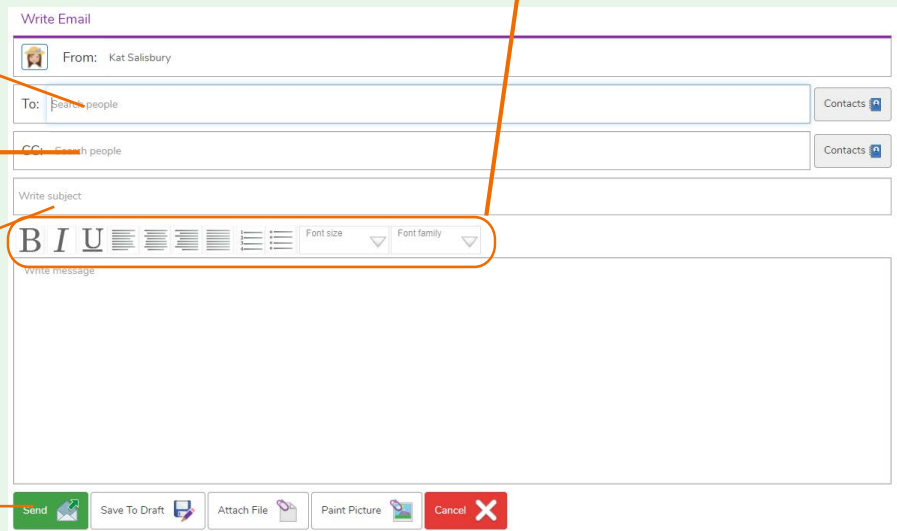 Write Email
From: Kat Salisbury
To: Search people Contacts
CC: Search people Contacts
Write subject
B I U Font size Font family
Write message
Send Save To Draft Attach File Paint Picture Cancel